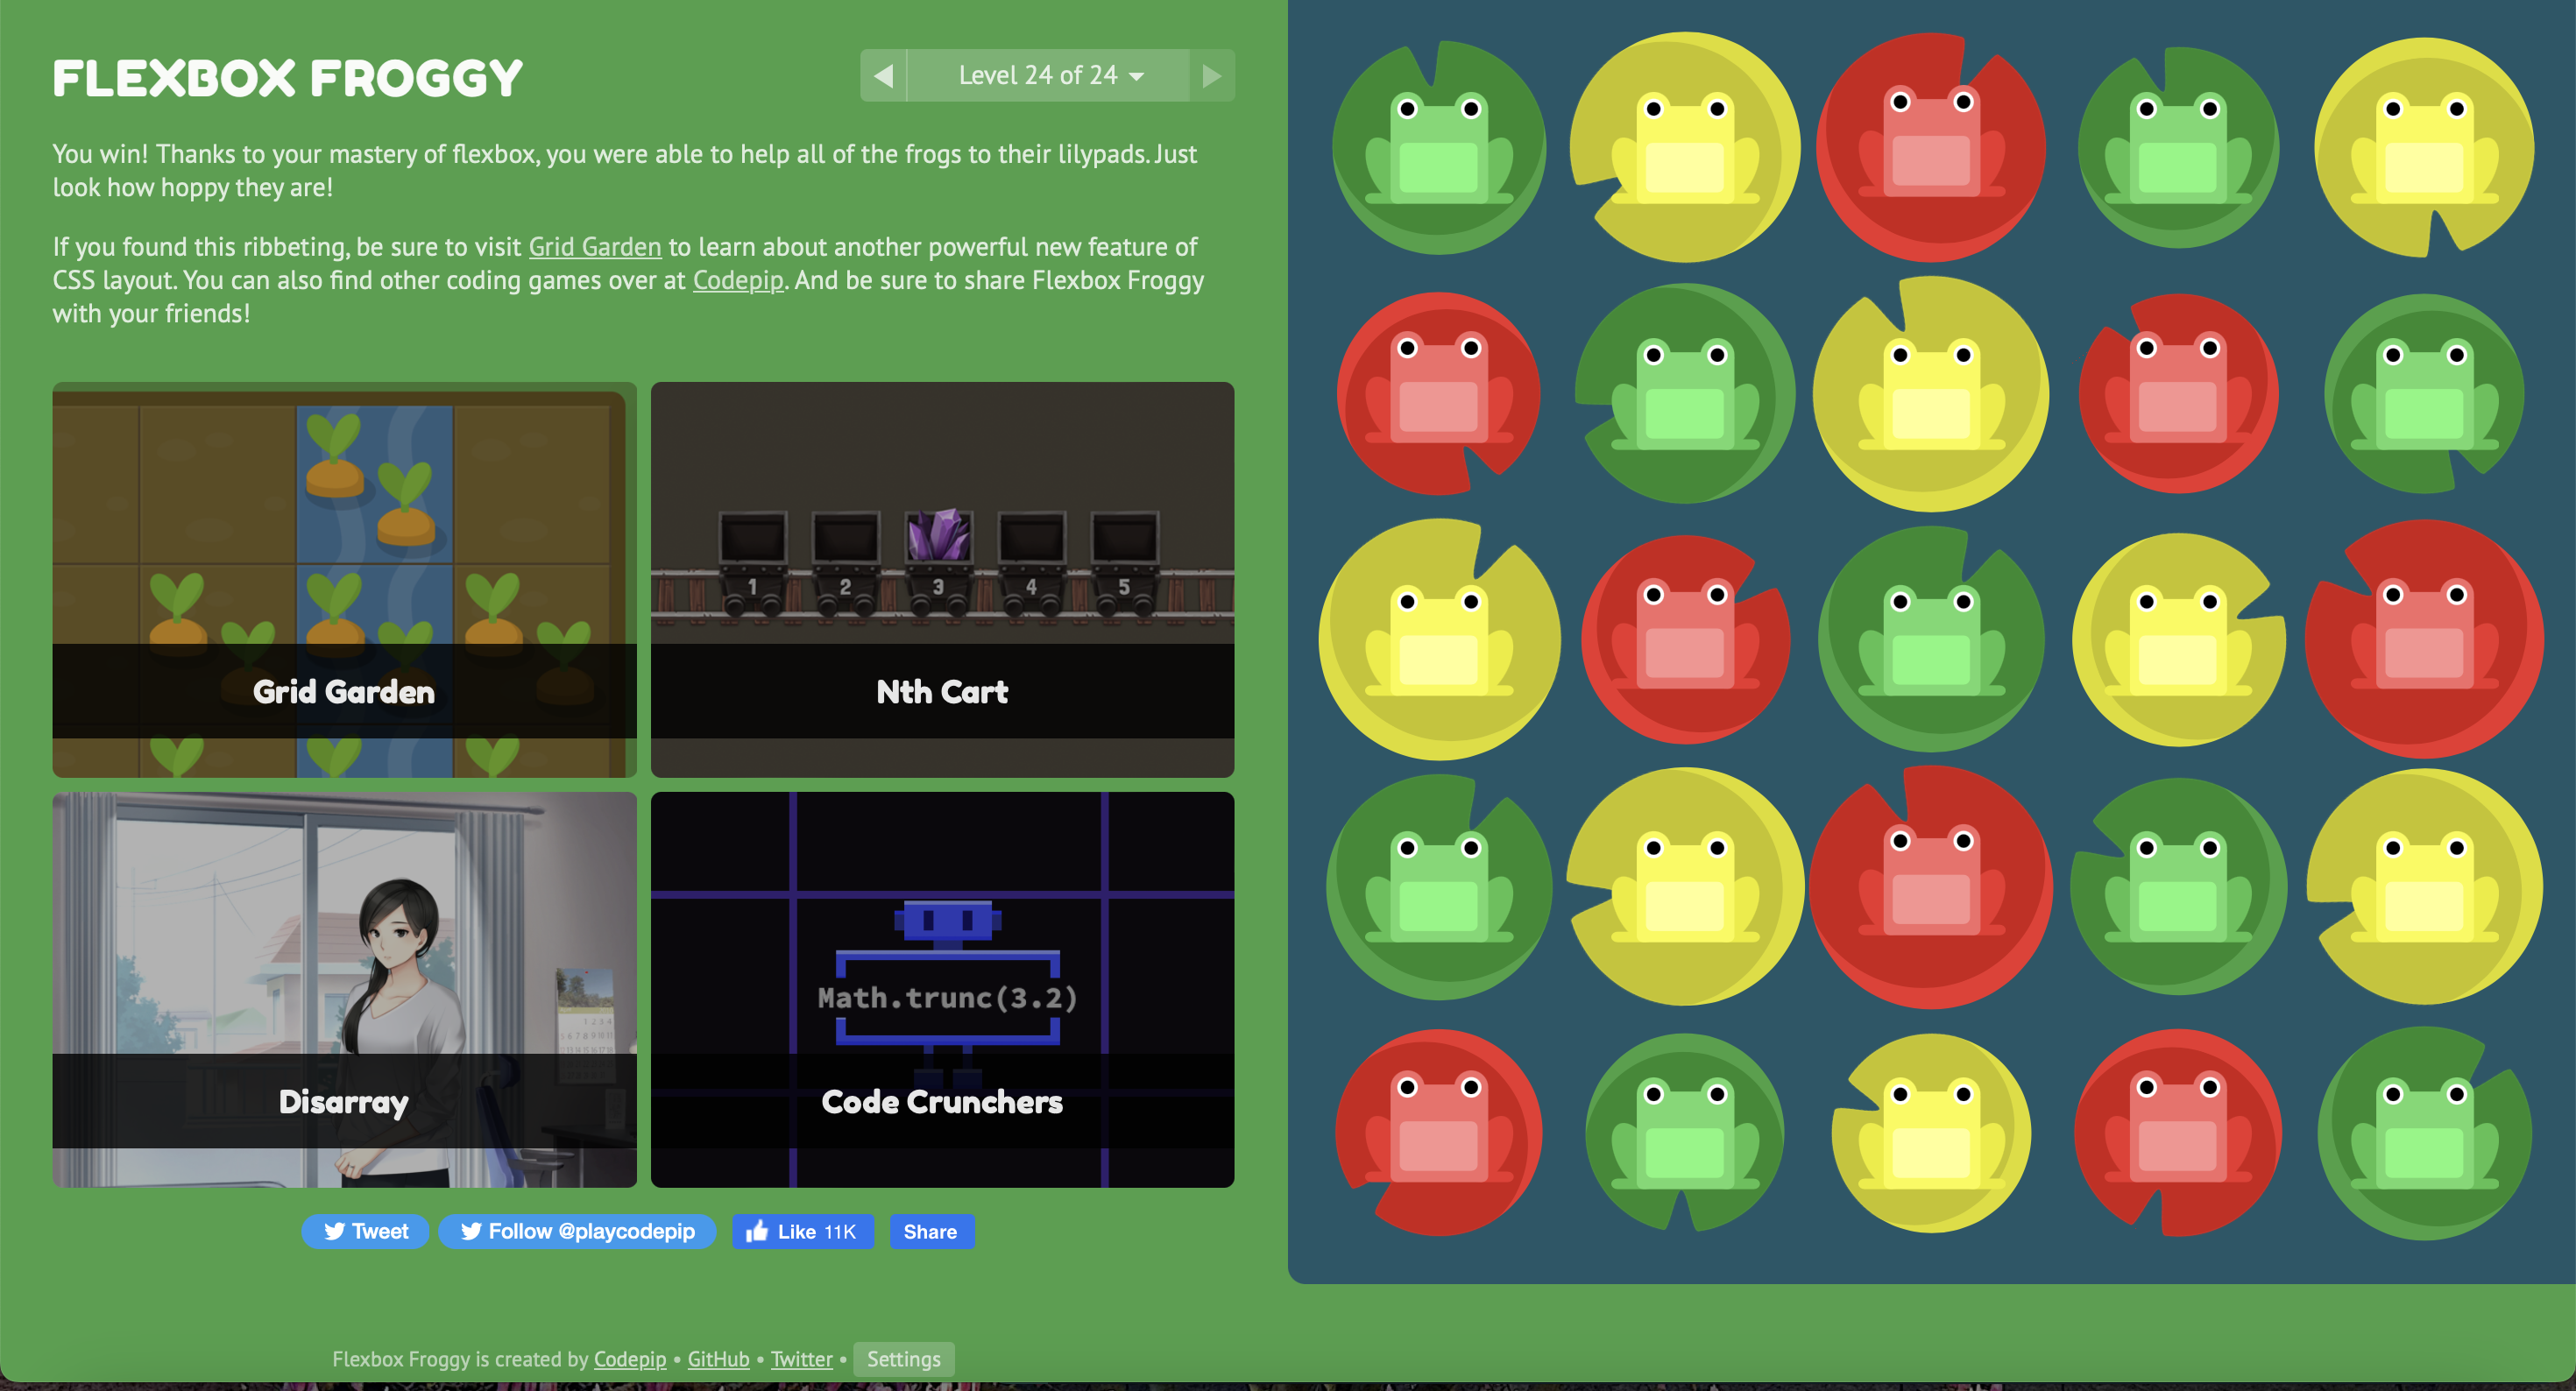 FLEXBOX FROGGY
Level 24 of 24
You win! Thanks to your mastery of flexbox, you were able to help all of the frogs to their lilypads. Just
look how hoppy they are!
If you found this ribbeting, be sure to visit Grid Garden to learn about another powerful new feature of
CSS layout. You can also find other coding games over at Codepip. And be sure to share Flexbox Froggy
with your friends!
Grid Garden
1 2 3 4 5
Nth Cart
Disarray
Math.trunc(3.2)
Code Crunchers
Tweet
Follow @playcodepip
Like 11K
Share
Flexbox Froggy is created by Codepip • GitHub • Twitter • Settings